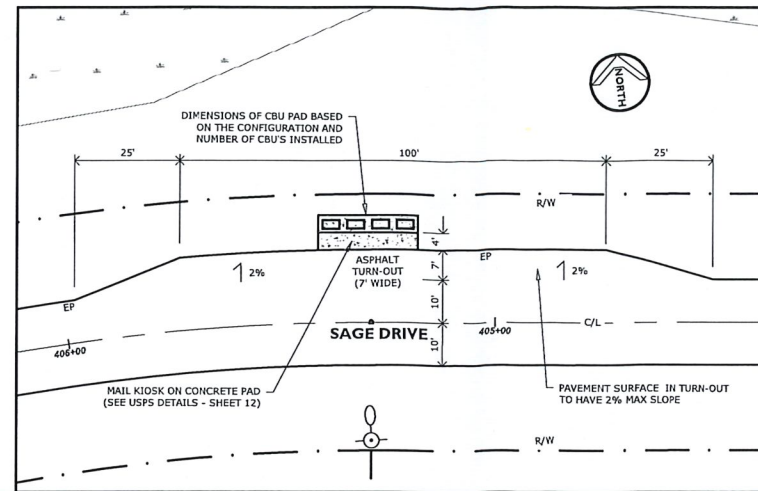 NORTH
DIMENSIONS OF CBU PAD BASED
ON THE CONFIGURATION AND
NUMBER OF CBU'S INSTALLED
25'
100'
25'
R/W
4'
ASPHALT
TURN-OUT
(7' WIDE)
EP
7'
2%
2%
EP
10'
SAGE DRIVE
405+00
C/L
406+00
10'
MAIL KIOSK ON CONCRETE PAD
(SEE USPS DETAILS - SHEET 12)
PAVEMENT SURFACE IN TURN-OUT
TO HAVE 2% MAX SLOPE
R/W